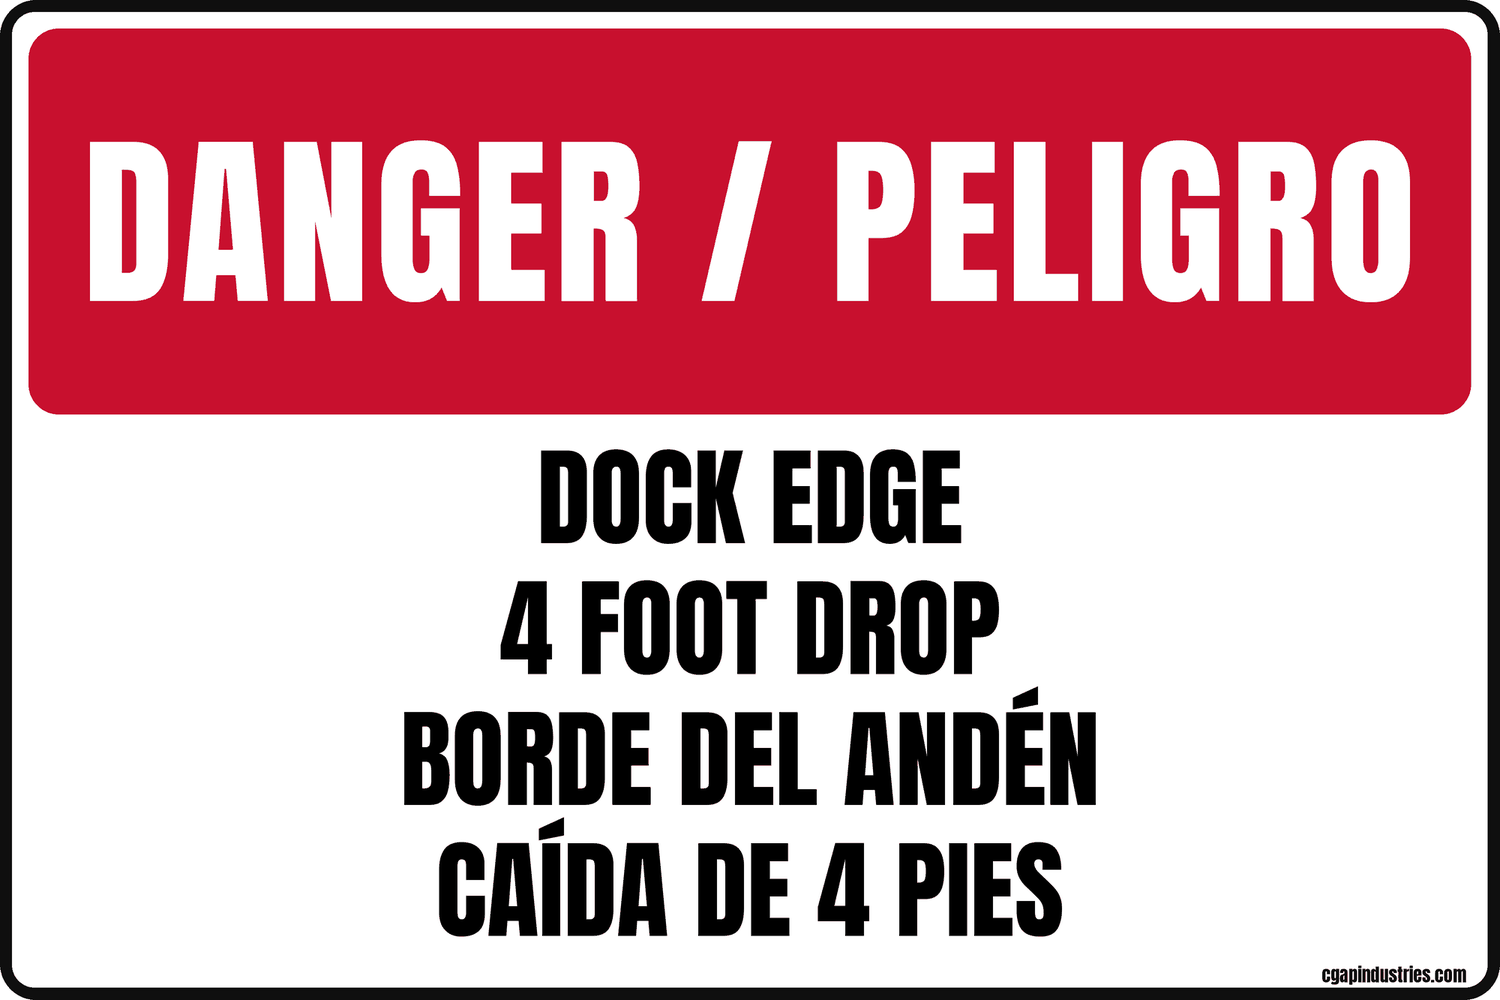 DANGER / PELIGRO
DOCK EDGE
4 FOOT DROP
BORDE DEL ANDÉN
CAÍDA DE 4 PIES
cgapindustries.com